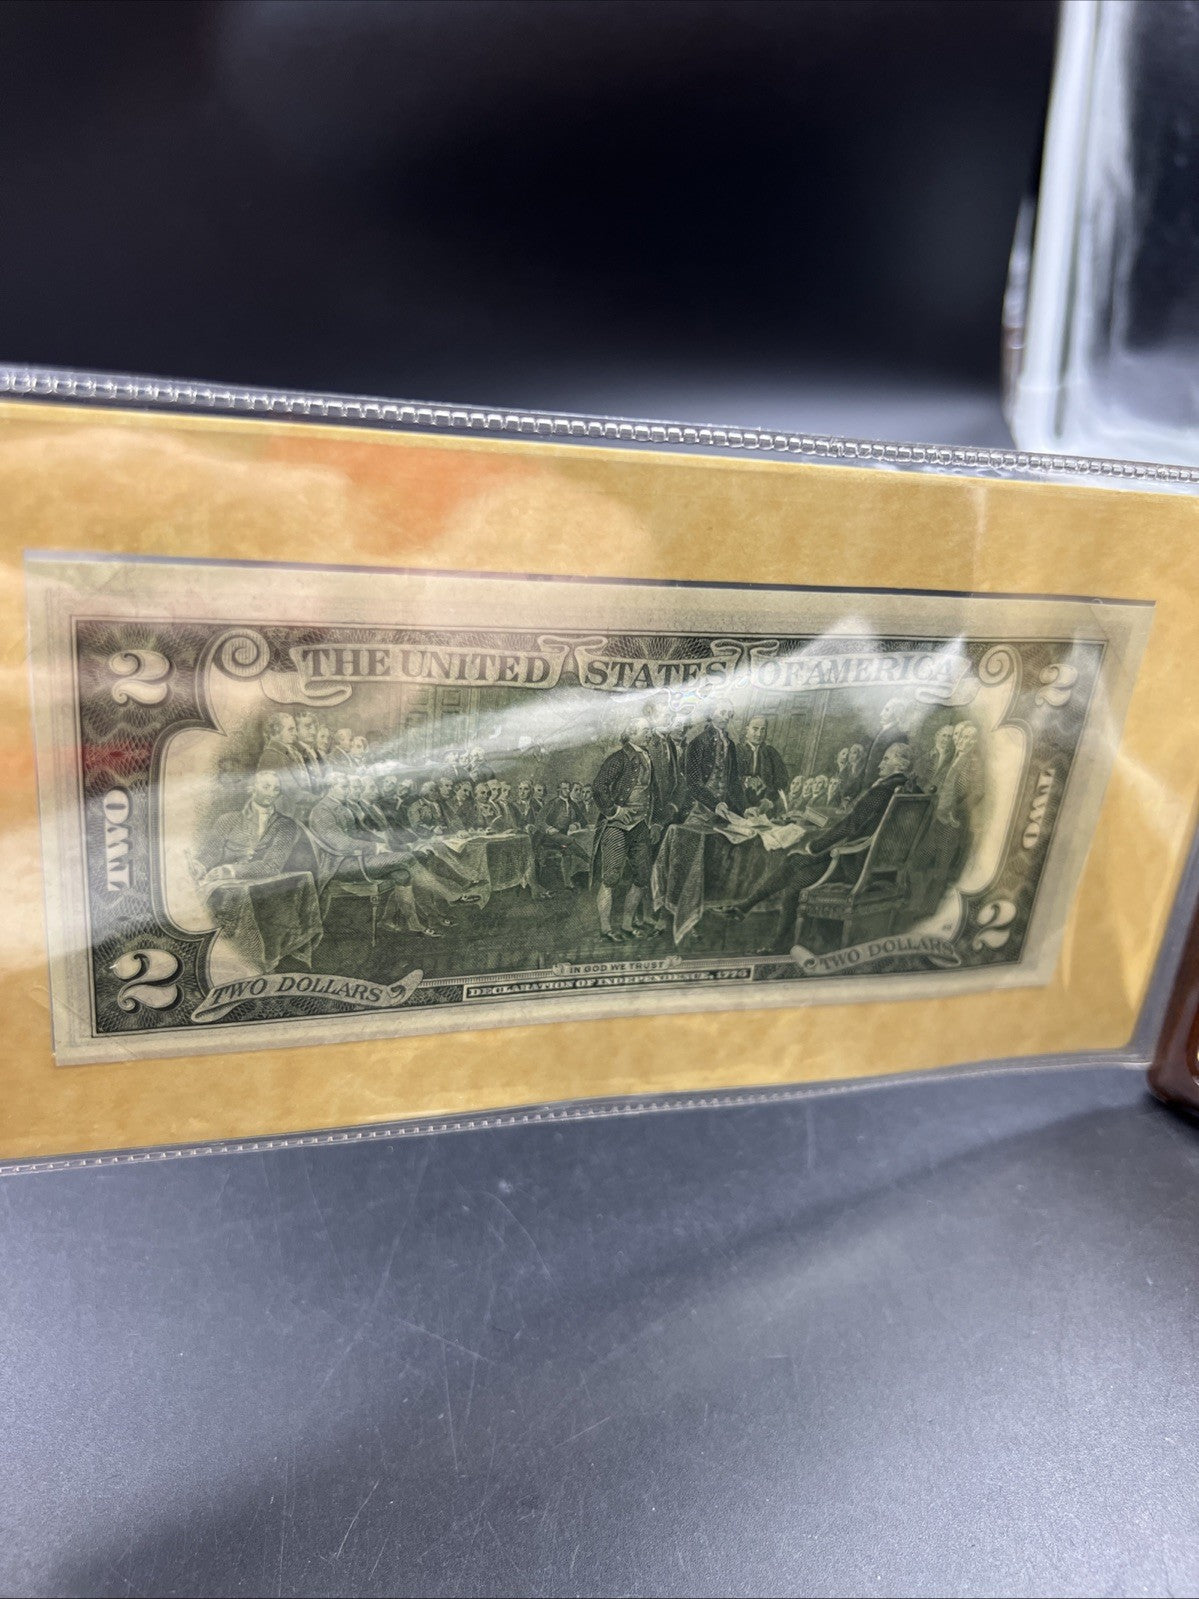 2 THE UNITED STATES OF AMERICA 2
TWO TWO
2 TWO DOLLARS IN GOD WE TRUST TWO DOLLARS 2
DECLARATION OF INDEPENDENCE, 1776